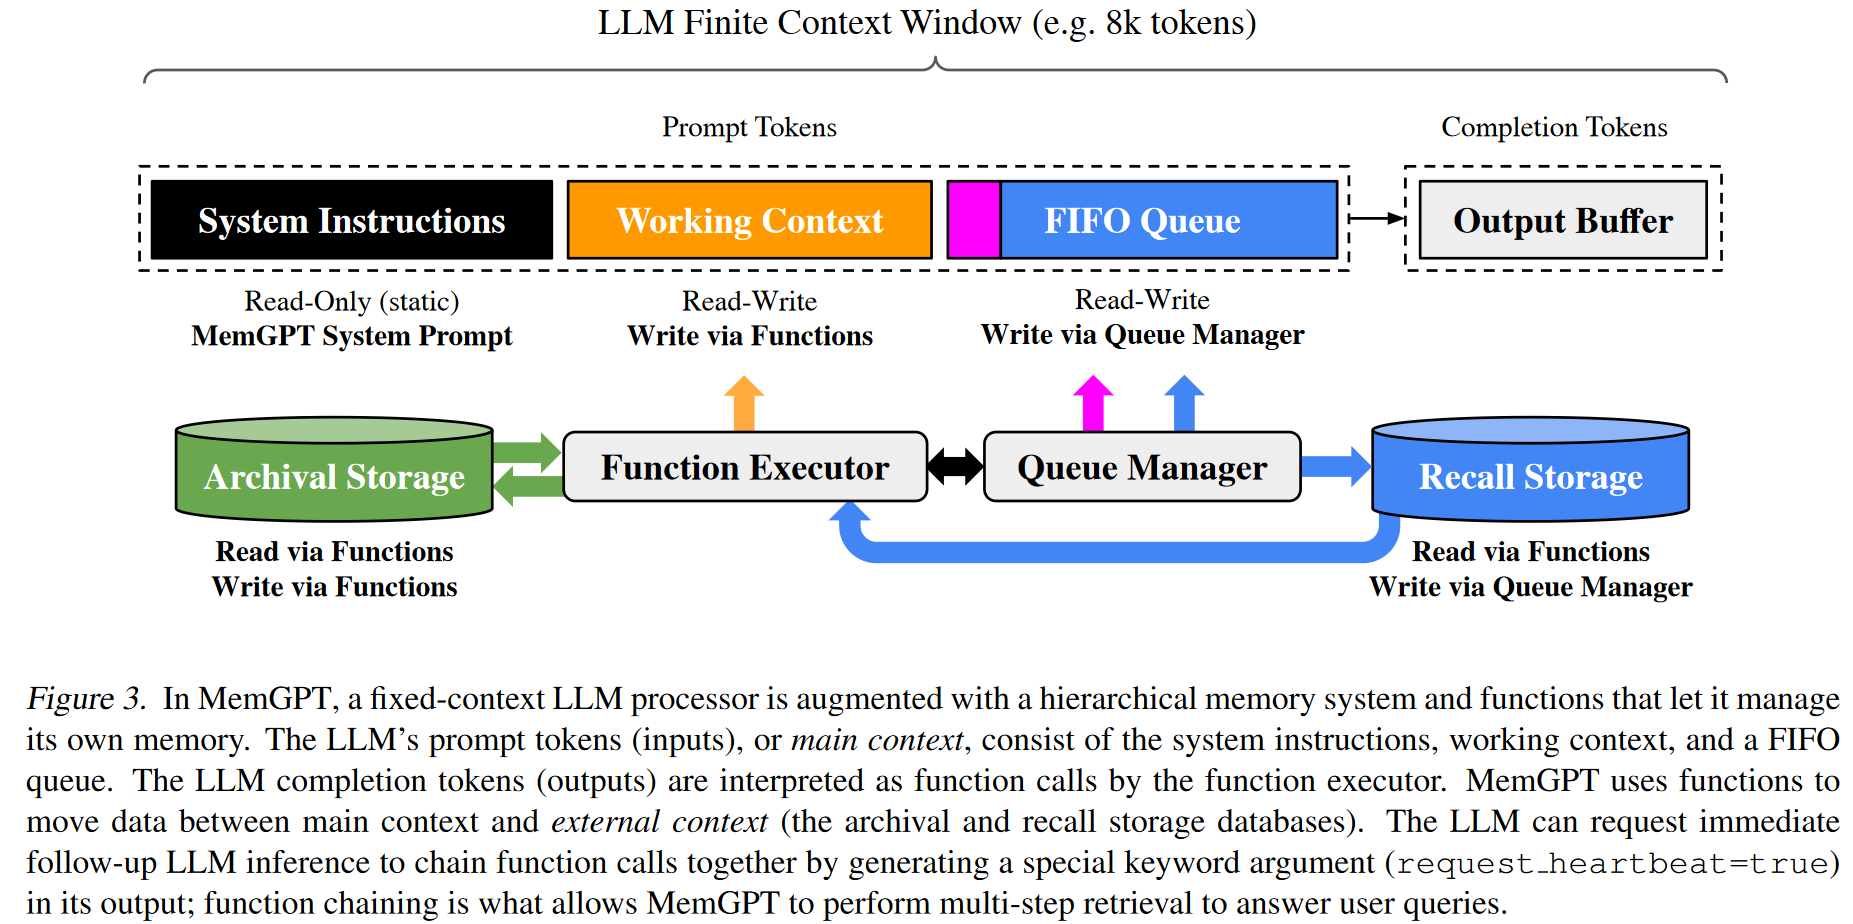 LLM Finite Context Window (e.g. 8k tokens)
Prompt Tokens
Completion Tokens
System Instructions
Working Context
FIFO Queue
Output Buffer
Read-Only (static)
MemGPT System Prompt
Read-Write
Write via Functions
Read-Write
Write via Queue Manager
Archival Storage
Function Executor
Queue Manager
Recall Storage
Read via Functions
Write via Functions
Read via Functions
Write via Queue Manager
Figure 3. In MemGPT, a fixed-context LLM processor is augmented with a hierarchical memory system and functions that let it manage
its own memory. The LLM's prompt tokens (inputs), or main context, consist of the system instructions, working context, and a FIFO
queue. The LLM completion tokens (outputs) are interpreted as function calls by the function executor. MemGPT uses functions to
move data between main context and external context (the archival and recall storage databases). The LLM can request immediate
follow-up LLM inference to chain function calls together by generating a special keyword argument (request_heartbeat=true)
in its output; function chaining is what allows MemGPT to perform multi-step retrieval to answer user queries.